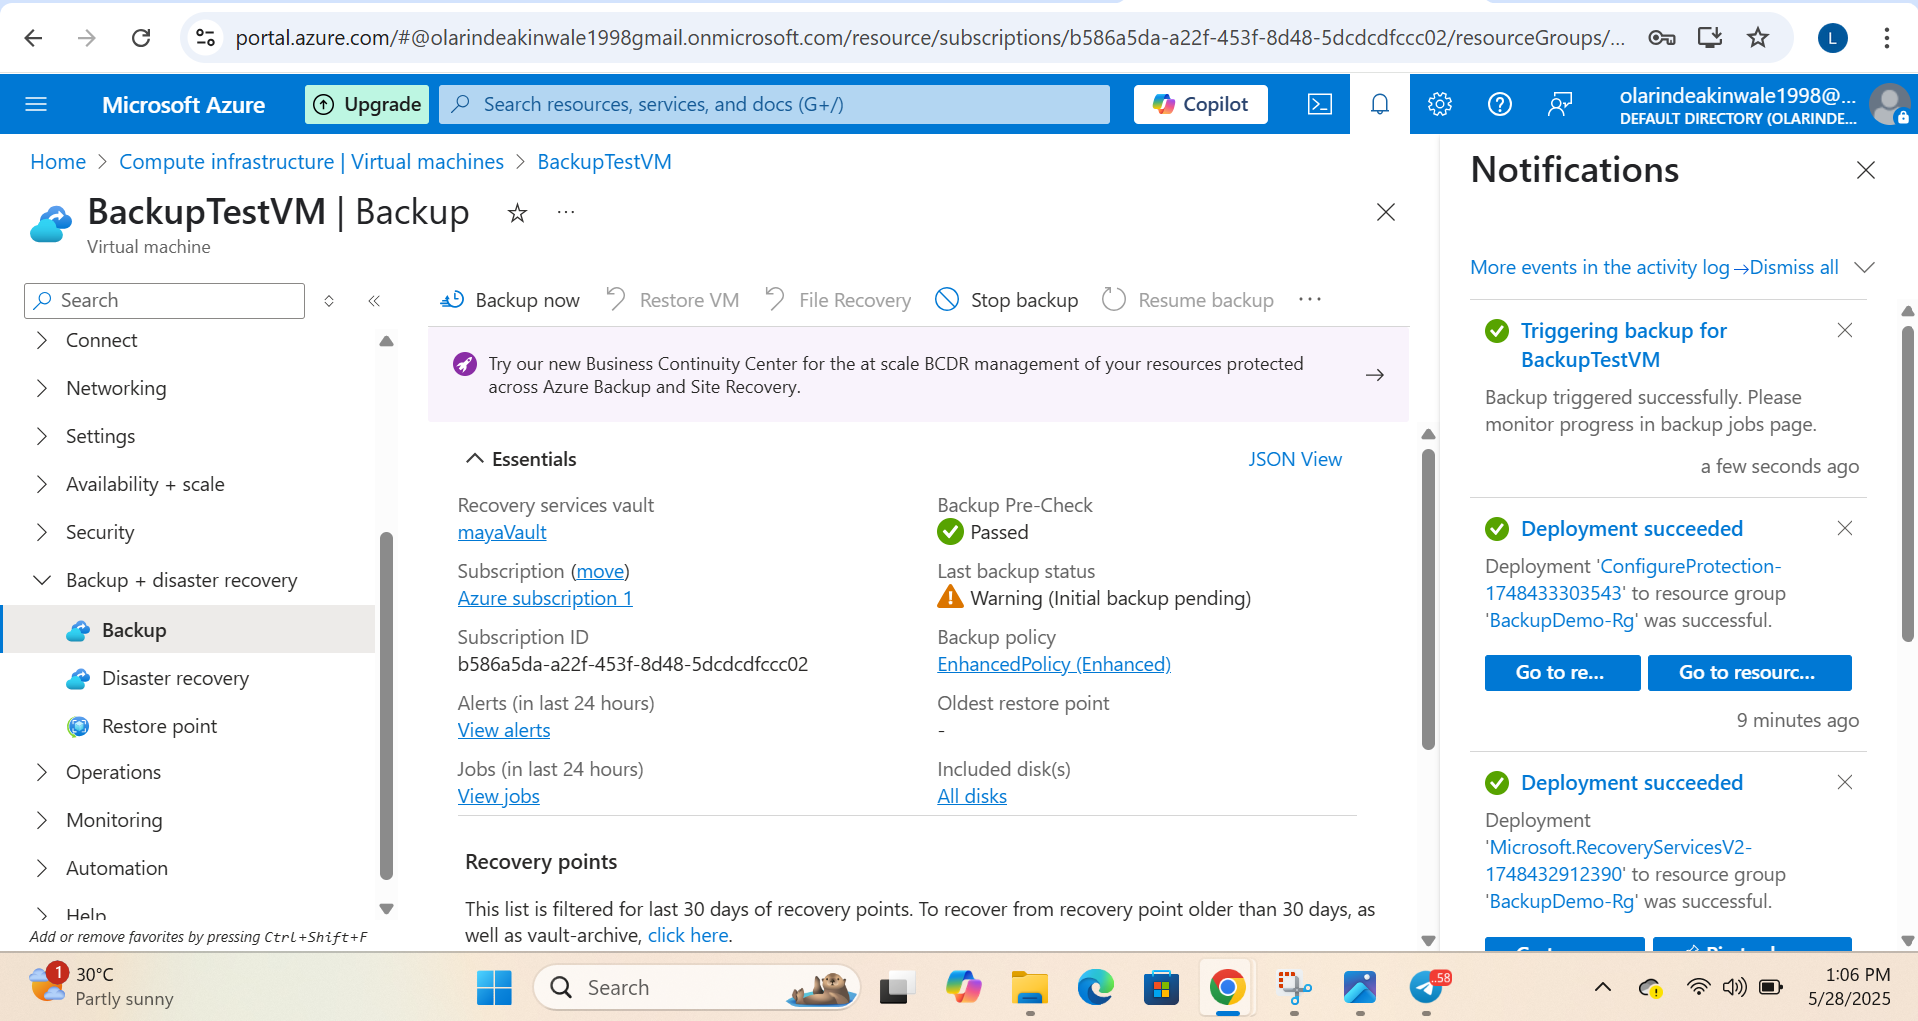 portal.azure.com/#@olarindeakinwale1998gmail.onmicrosoft.com/resource/subscriptions/b586a5da-a22f-453f-8d48-5dcdcdfccc02/resourceGroups/...
L
Microsoft Azure
Upgrade
Search resources, services, and docs (G+/)
Copilot
olarindeakinwale1998@...
DEFAULT DIRECTORY (OLARINDE...
Home > Compute infrastructure | Virtual machines > BackupTestVM
BackupTestVM | Backup
Virtual machine
Search
Connect
Networking
Settings
Availability + scale
Security
Backup + disaster recovery
Backup
Disaster recovery
Restore point
Operations
Monitoring
Automation
Help
Add or remove favorites by pressing Ctrl+Shift+F
Backup now
Restore VM
File Recovery
Stop backup
Resume backup
Try our new Business Continuity Center for the at scale BCDR management of your resources protected
across Azure Backup and Site Recovery.
Essentials
JSON View
Recovery services vault
mayaVault
Subscription (move)
Azure subscription 1
Subscription ID
b586a5da-a22f-453f-8d48-5dcdcdfccc02
Alerts (in last 24 hours)
View alerts
Jobs (in last 24 hours)
View jobs
Backup Pre-Check
Passed
Last backup status
Warning (Initial backup pending)
Backup policy
EnhancedPolicy (Enhanced)
Oldest restore point
-
Included disk(s)
All disks
Recovery points
This list is filtered for last 30 days of recovery points. To recover from recovery point older than 30 days, as
well as vault-archive, click here.
Notifications
More events in the activity log →
Dismiss all
Triggering backup for
BackupTestVM
Backup triggered successfully. Please
monitor progress in backup jobs page.
a few seconds ago
Deployment succeeded
Deployment 'ConfigureProtection-
1748433303543' to resource group
'BackupDemo-Rg' was successful.
Go to re...
Go to resourc...
9 minutes ago
Deployment succeeded
Deployment
'Microsoft.RecoveryServicesV2-
1748432912390' to resource group
'BackupDemo-Rg' was successful.
1
30°C
Partly sunny
Search
.58
1:06 PM
5/28/2025